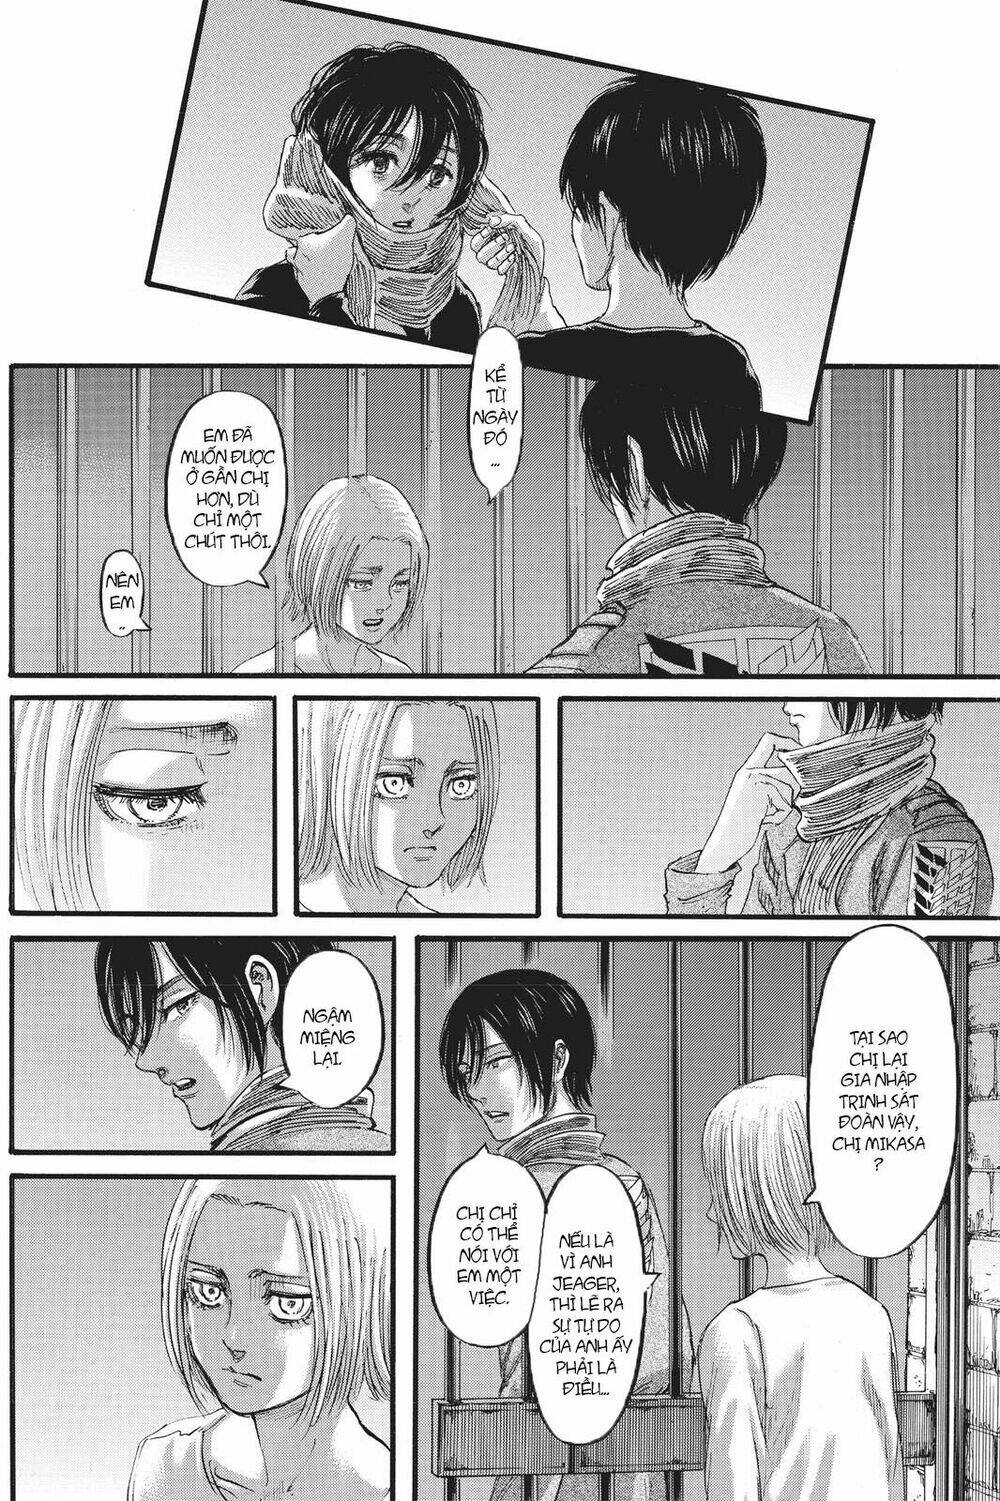 KỂ
TỪ
NGÀY
ĐÓ
...
EM ĐÃ
MUỐN ĐƯỢC
Ở GẦN CHỊ
HƠN, DÙ
CHỈ MỘT
CHÚT THÔI.
NÊN
EM
..
TẠI SAO
CHỊ LẠI
GIA NHẬP
TRINH SÁT
ĐOÀN VẬY,
CHỊ MIKASA
?
NGẬM
MIỆNG
LẠI.
NẾU LÀ
VÌ ANH
JEAGER,
THÌ LẼ RA
SỰ TỰ DO
CỦA ANH ẤY
PHẢI LÀ
ĐIỀU...
CHỊ CHỈ
CÓ THỂ
NÓI VỚI
EM MỘT
VIỆC.